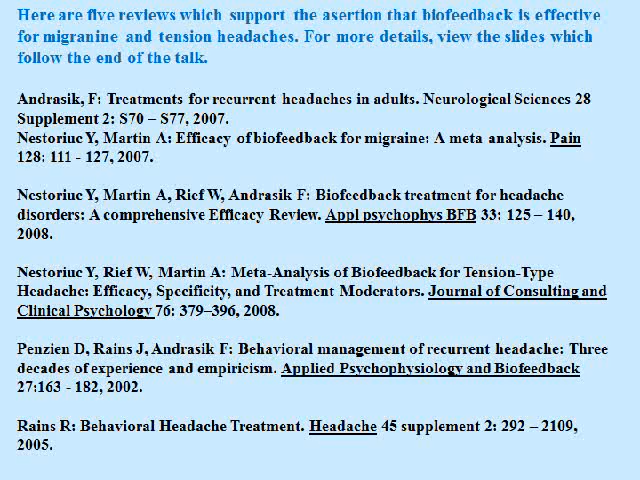 Here are five reviews which support the asertion that biofeedback is effective
for migranine and tension headaches. For more details, view the slides which
follow the end of the talk.
Andrasik, F: Treatments for recurrent headaches in adults. Neurological Sciences 28
Supplement 2: S70 – S77, 2007.
Nestoriuc Y, Martin A: Efficacy of biofeedback for migraine: A meta analysis. Pain
128: 111 - 127, 2007.
Nestoriuc Y, Martin A, Rief W, Andrasik F: Biofeedback treatment for headache
disorders: A comprehensive Efficacy Review. Appl psychophys BFB 33: 125 – 140,
2008.
Nestoriuc Y, Rief W, Martin A: Meta-Analysis of Biofeedback for Tension-Type
Headache: Efficacy, Specificity, and Treatment Moderators. Journal of Consulting and
Clinical Psychology 76: 379–396, 2008.
Penzien D, Rains J, Andrasik F: Behavioral management of recurrent headache: Three
decades of experience and empiricism. Applied Psychophysiology and Biofeedback
27:163 - 182, 2002.
Rains R: Behavioral Headache Treatment. Headache 45 supplement 2: 292 – 2109,
2005.